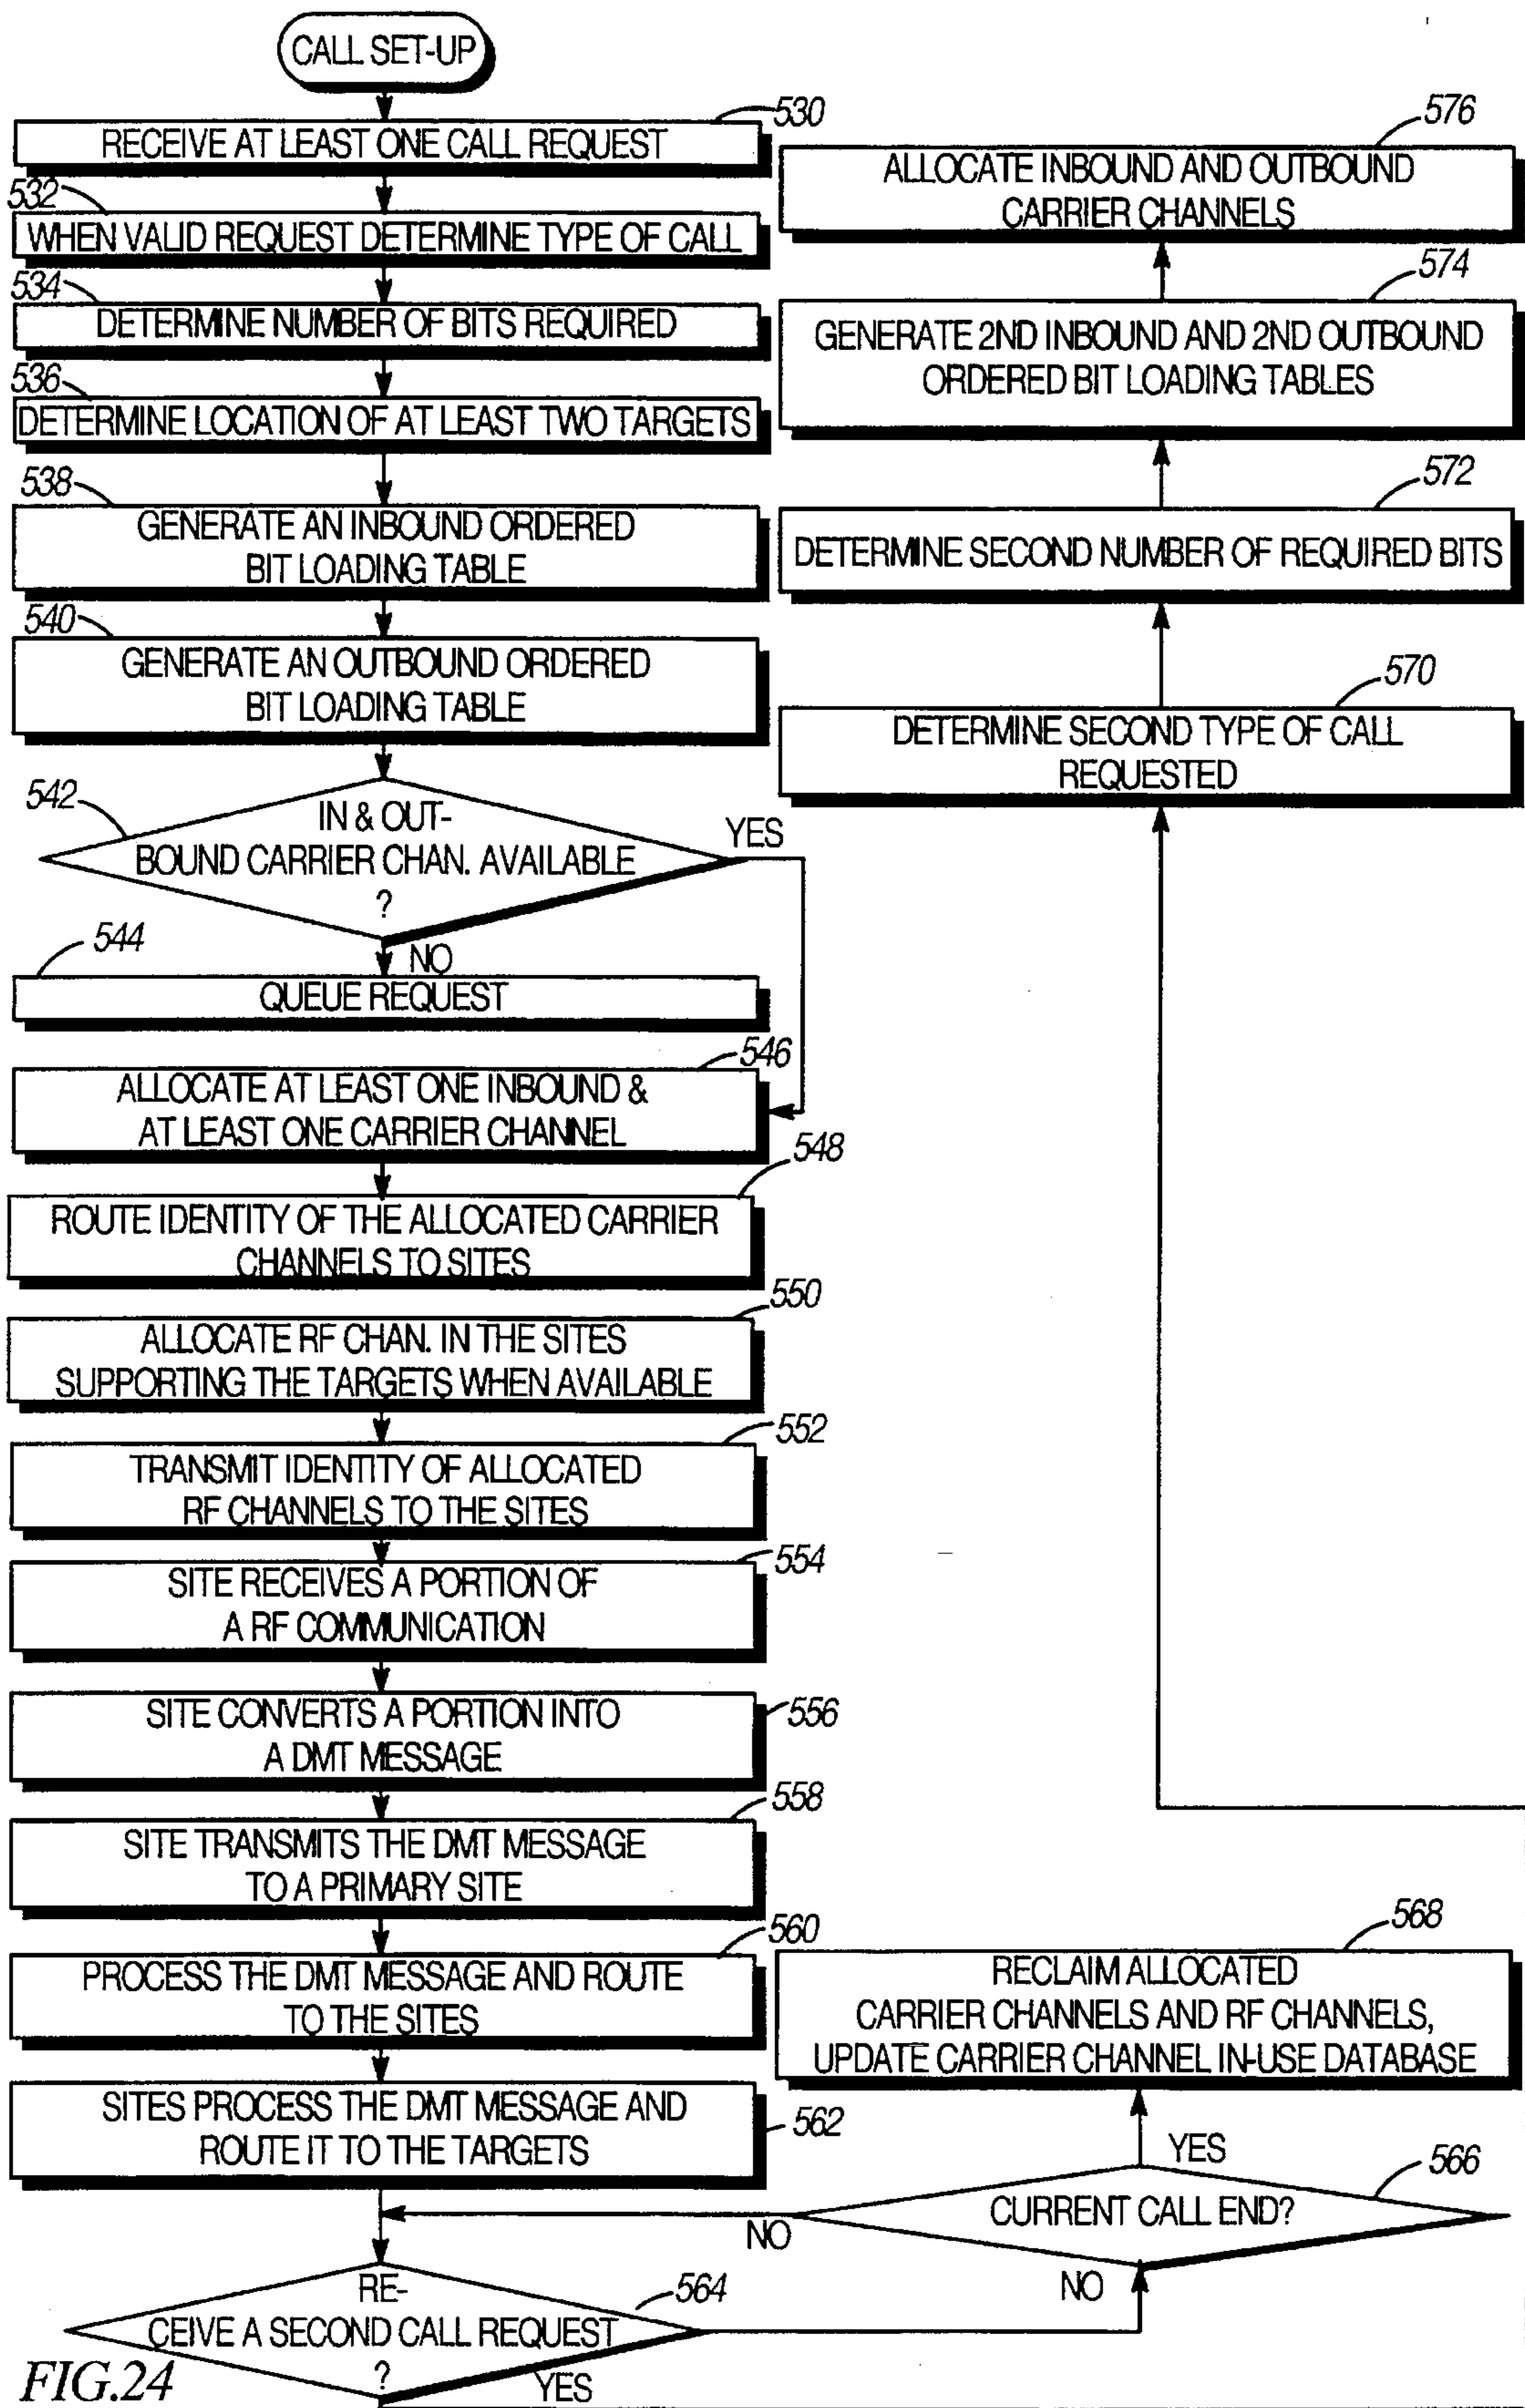 CALL SET-UP
530
RECEIVE AT LEAST ONE CALL REQUEST
532
WHEN VALID REQUEST DETERMINE TYPE OF CALL
534
DETERMINE NUMBER OF BITS REQUIRED
536
DETERMINE LOCATION OF AT LEAST TWO TARGETS
538
GENERATE AN INBOUND ORDERED
BIT LOADING TABLE
540
GENERATE AN OUTBOUND ORDERED
BIT LOADING TABLE
542
IN & OUT-
BOUND CARRIER CHAN. AVAILABLE
?
YES
NO
544
QUEUE REQUEST
546
ALLOCATE AT LEAST ONE INBOUND &
AT LEAST ONE CARRIER CHANNEL
548
ROUTE IDENTITY OF THE ALLOCATED CARRIER
CHANNELS TO SITES
550
ALLOCATE RF CHAN. IN THE SITES
SUPPORTING THE TARGETS WHEN AVAILABLE
552
TRANSMIT IDENTITY OF ALLOCATED
RF CHANNELS TO THE SITES
554
SITE RECEIVES A PORTION OF
A RF COMMUNICATION
556
SITE CONVERTS A PORTION INTO
A DMT MESSAGE
558
SITE TRANSMITS THE DMT MESSAGE
TO A PRIMARY SITE
560
PROCESS THE DMT MESSAGE AND ROUTE
TO THE SITES
562
SITES PROCESS THE DMT MESSAGE AND
ROUTE IT TO THE TARGETS
564
RE-
CEIVE A SECOND CALL REQUEST
?
YES
NO
566
CURRENT CALL END?
NO
YES
568
RECLAIM ALLOCATED
CARRIER CHANNELS AND RF CHANNELS,
UPDATE CARRIER CHANNEL IN-USE DATABASE
570
DETERMINE SECOND TYPE OF CALL
REQUESTED
572
DETERMINE SECOND NUMBER OF REQUIRED BITS
574
GENERATE 2ND INBOUND AND 2ND OUTBOUND
ORDERED BIT LOADING TABLES
576
ALLOCATE INBOUND AND OUTBOUND
CARRIER CHANNELS
FIG.24